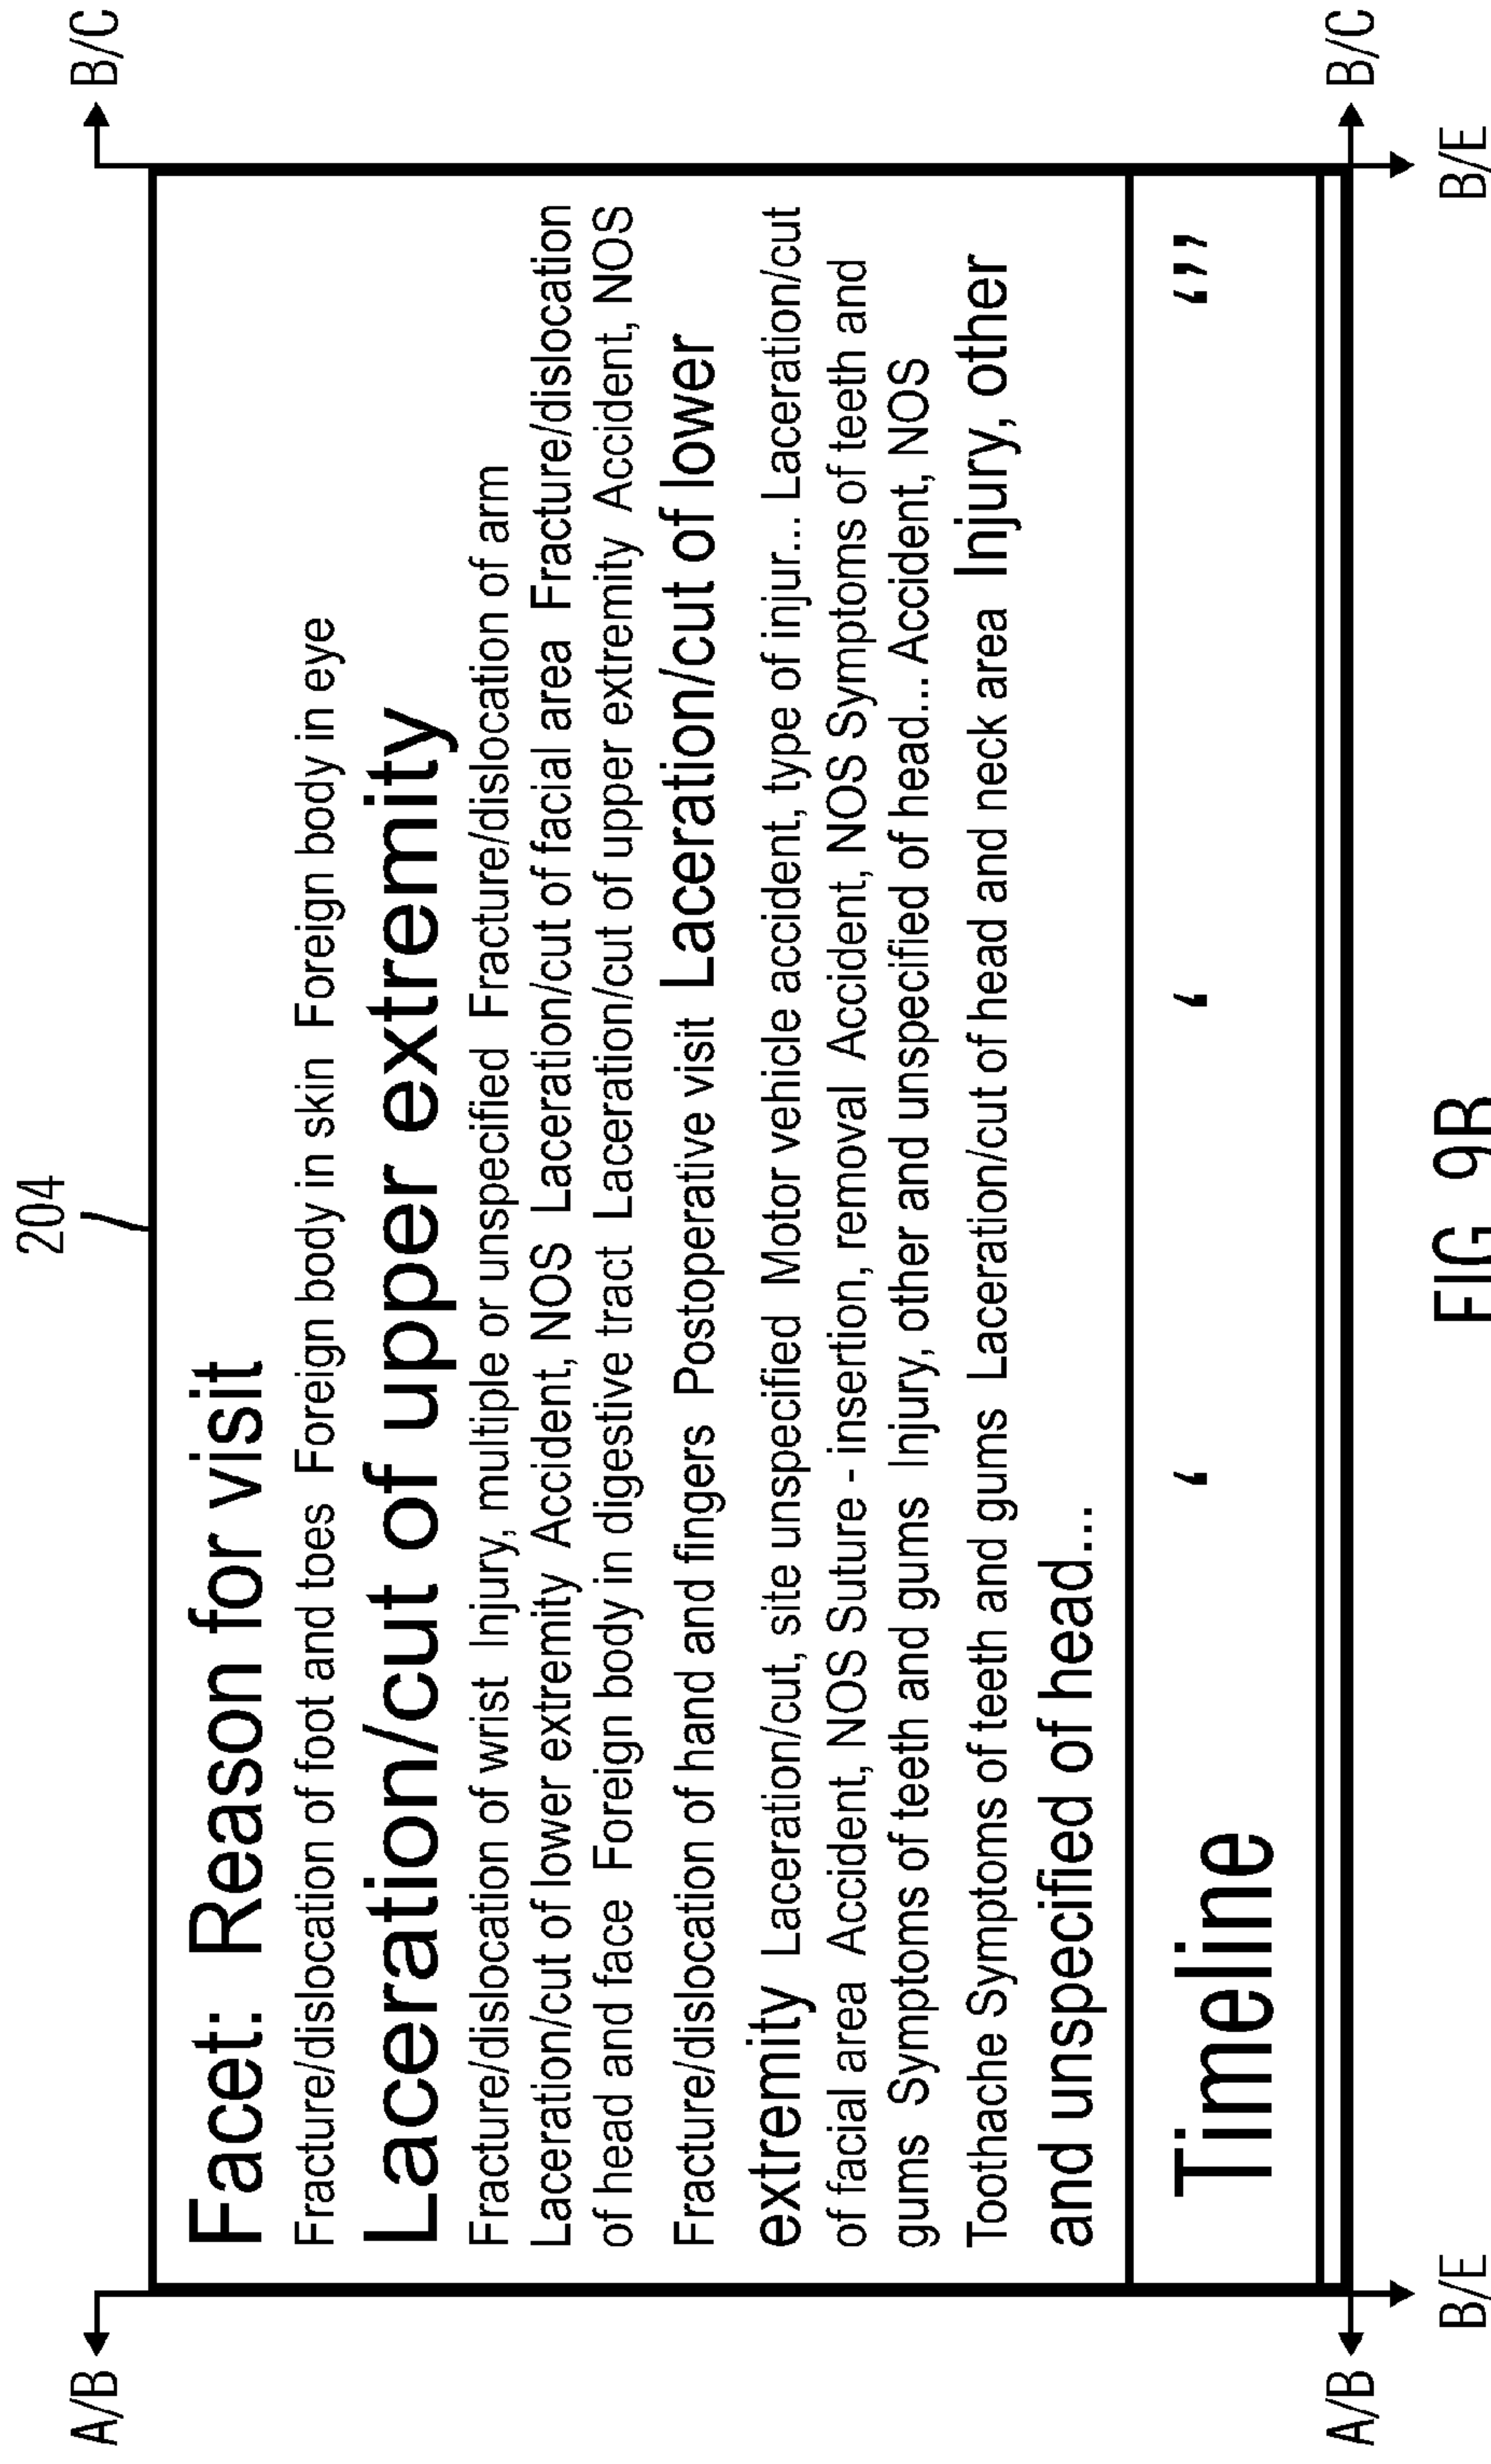 204
A/B B/C
Facet: Reason for visit
Fracture/dislocation of foot and toes Foreign body in skin Foreign body in eye
Laceration/cut of upper extremity
Fracture/dislocation of wrist Injury, multiple or unspecified Fracture/dislocation of arm
Laceration/cut of lower extremity Accident, NOS Laceration/cut of facial area Fracture/dislocation
of head and face Foreign body in digestive tract Laceration/cut of upper extremity Accident, NOS
Fracture/dislocation of hand and fingers Postoperative visit Laceration/cut of lower
extremity Laceration/cut, site unspecified Motor vehicle accident, type of injur... Laceration/cut
of facial area Accident, NOS Suture - insertion, removal Accident, NOS Symptoms of teeth and
gums Symptoms of teeth and gums Injury, other and unspecified of head... Accident, NOS
Toothache Symptoms of teeth and gums Laceration/cut of head and neck area Injury, other
and unspecified of head...
Timeline ‘ ‘ ‘’’
A/B B/C
B/E B/E
FIG 9B